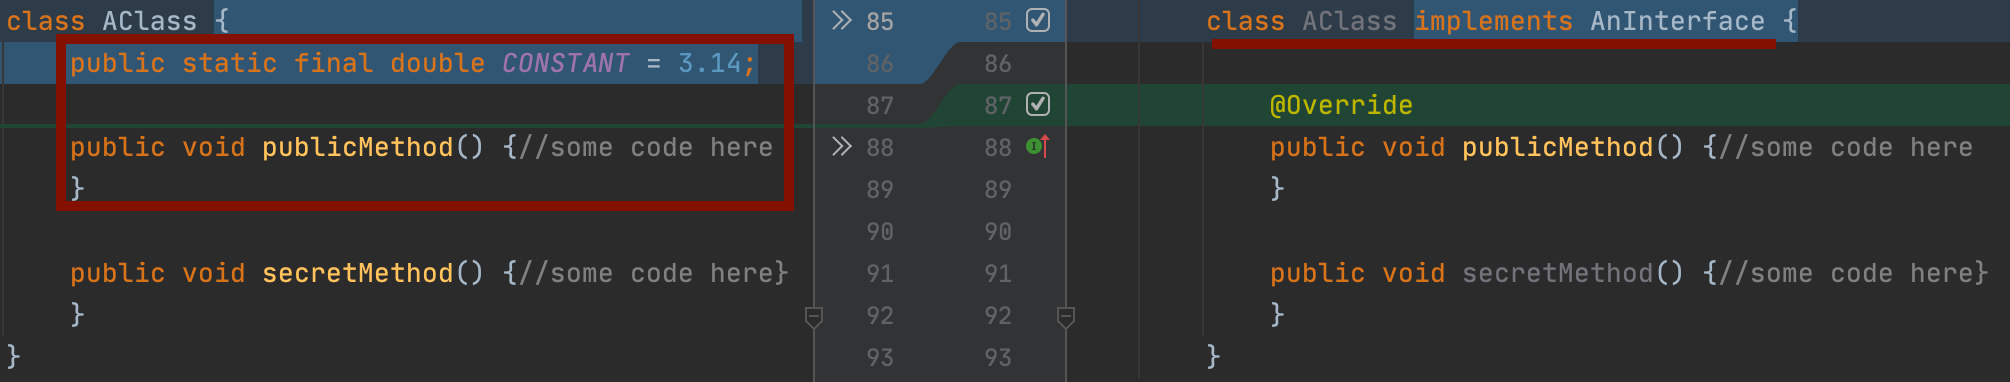 class AClass {
public static final double CONSTANT = 3.14;
public void publicMethod() {//some code here
}
public void secretMethod() {//some code here}
}
}
85 85
86 86
87 87
88 88
89 89
90 90
91 91
92 92
93 93
class AClass implements AnInterface {
@Override
public void publicMethod() {//some code here
}
public void secretMethod() {//some code here}
}
}